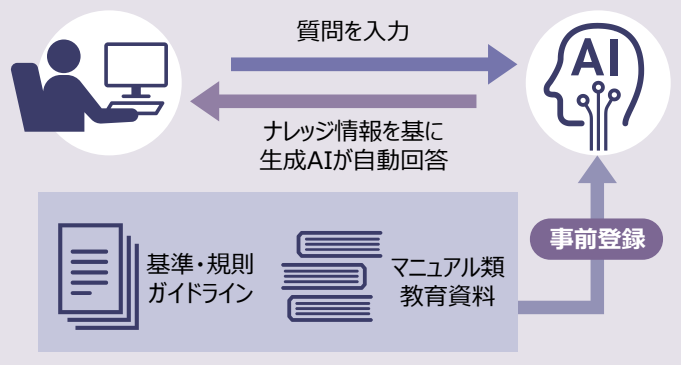 質問を入力
AI
ナレッジ情報を基に
生成AIが自動回答
事前登録
基準・規則
ガイドライン
マニュアル類
教育資料